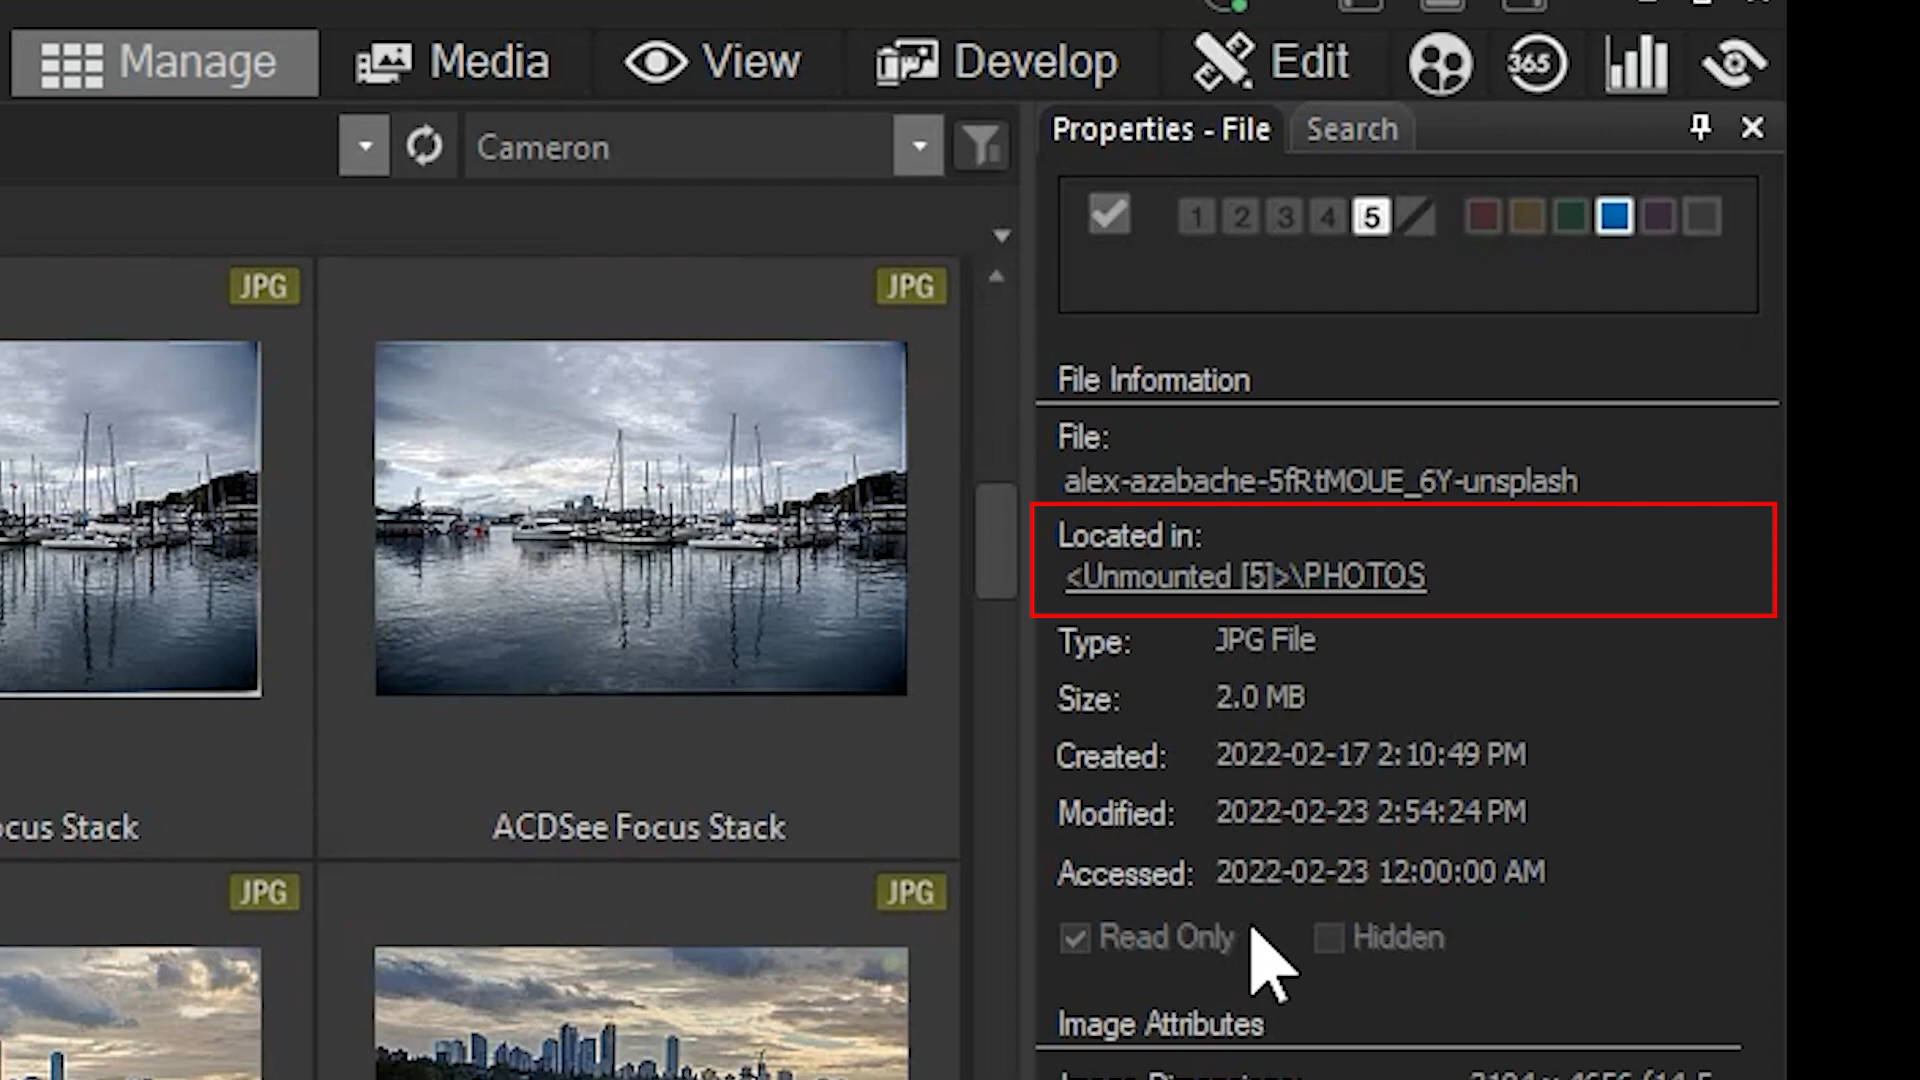 Manage
Media
View
Develop
Edit
365
Cameron
Properties - File
Search
1 2 3 4 5
JPG
JPG
File Information
File:
alex-azabache-5fRtMOUE_6Y-unsplash
Located in:
<Unmounted [5]>\PHOTOS
Type: JPG File
Size: 2.0 MB
Created: 2022-02-17 2:10:49 PM
Modified: 2022-02-23 2:54:24 PM
Accessed: 2022-02-23 12:00:00 AM
Read Only
Hidden
ocus Stack
ACDSee Focus Stack
JPG
JPG
Image Attributes